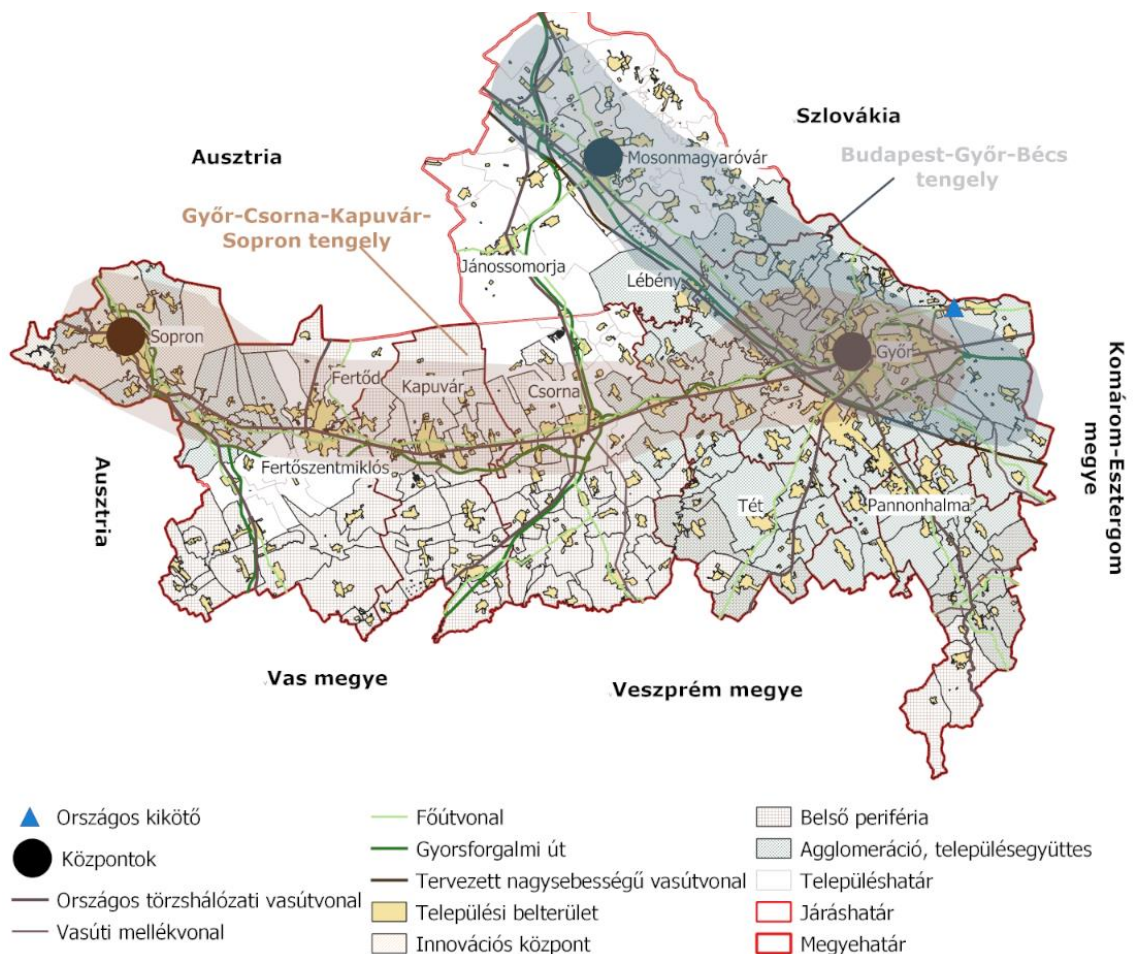 Szlovákia
Ausztria
Mosonmagyaróvár
Budapest-Győr-Bécs
tengely
Győr-Csorna-Kapuvár-
Sopron tengely
Jánossomorja
Lébény
Sopron
Győr
Fertőd
Kapuvár
Csorna
Komárom-Esztergom
megye
Ausztria
Fertőszentmiklós
Tét
Pannonhalma
Vas megye
Veszprém megye
Országos kikötő
Központok
Országos törzshálózati vasútvonal
Vasúti mellékvonal
Főútvonal
Gyorsforgalmi út
Tervezett nagysebességű vasútvonal
Települési belterület
Innovációs központ
Belső periféria
Agglomeráció, településegyüttes
Településhatár
Járáshatár
Megyehatár